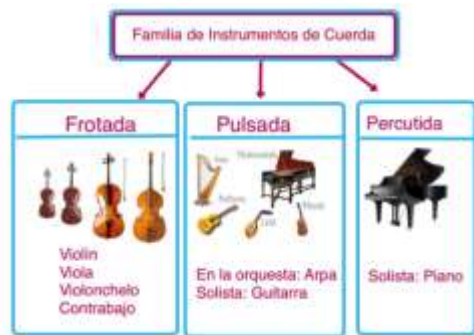 Familia de Instrumentos de Cuerda
Frotada
Violín
Viola
Violonchelo
Contrabajo
Pulsada
En la orquesta: Arpa
Solista: Guitarra
Percutida
Solista: Piano